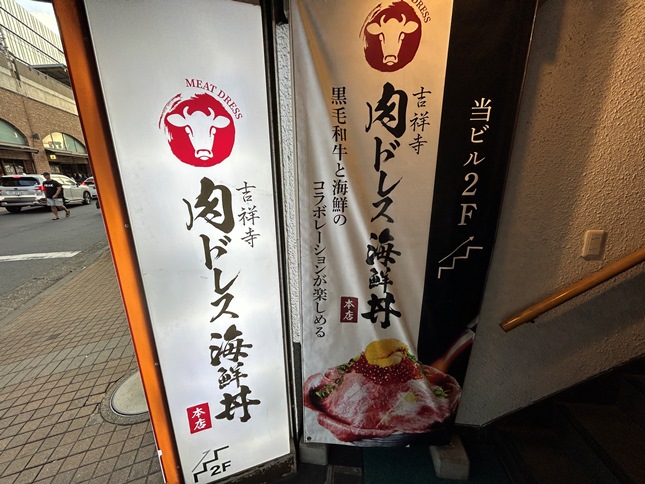 MEAT DRESS
吉祥寺
肉ドレス海鮮丼
本店
2F
MEAT DRESS
吉祥寺
肉ドレス海鮮丼
本店
黒毛和牛と海鮮の
コラボレーションが楽しめる
当ビル2F